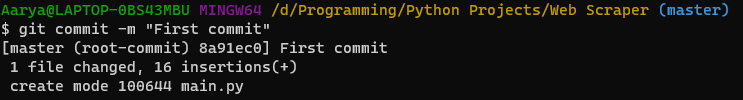 Aarya@LAPTOP-0BS43MBU MINGW64 /d/Programming/Python Projects/Web Scraper (master)
$ git commit -m "First commit"
[master (root-commit) 8a91ec0] First commit
 1 file changed, 16 insertions(+)
 create mode 100644 main.py